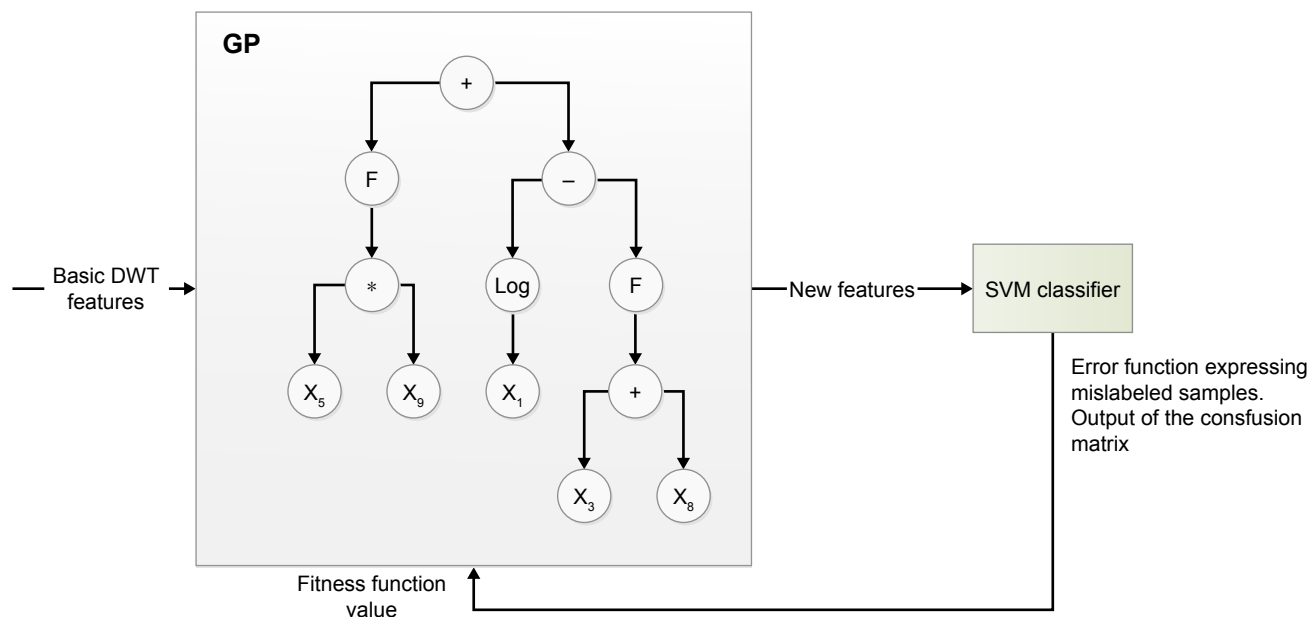 GP
+
F
–
Basic DWT
features
*
Log
F
New features
SVM classifier
X5
X9
X1
+
Error function expressing
mislabeled samples.
Output of the consfusion
matrix
X3
X8
Fitness function
value